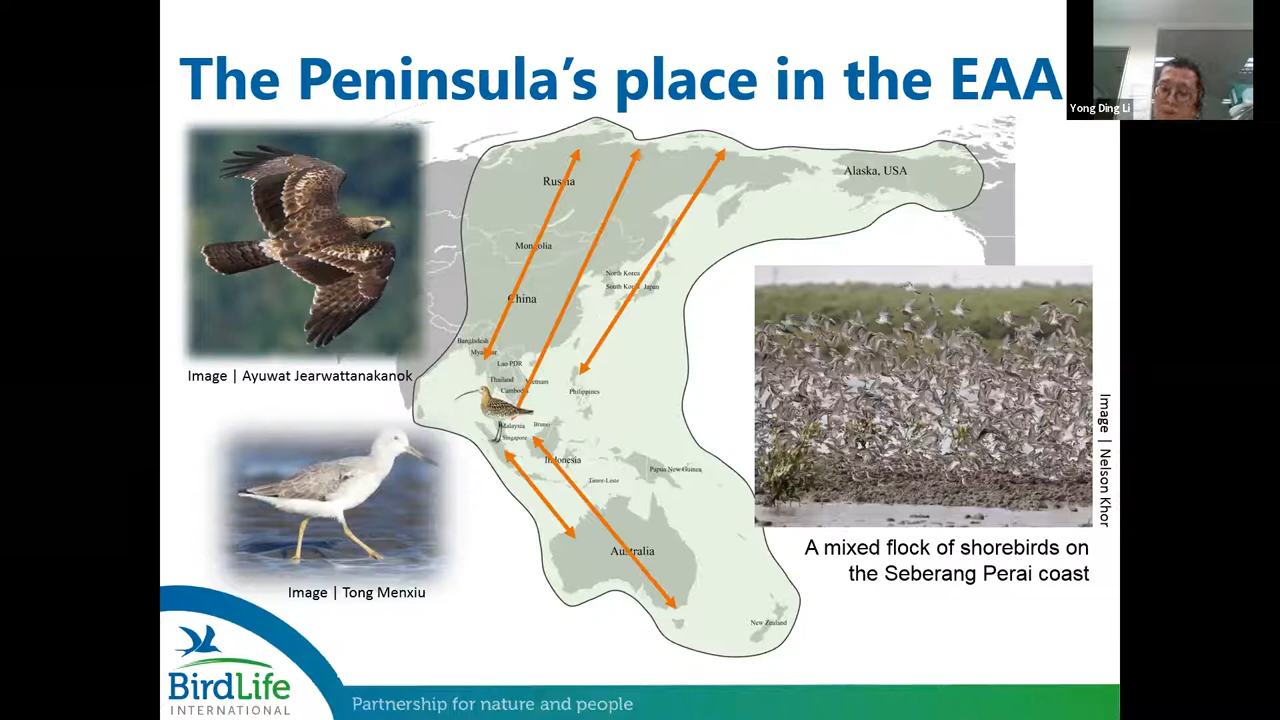 The Peninsula's place in the EAA
Yong Ding Li
Image | Ayuwat Jearwattanakanok
Image | Tong Menxiu
Russia
Alaska, USA
Mongolia
North Korea
South Korea
Japan
China
Bangladesh
Myanmar
Lao PDR
Thailand
Vietnam
Cambodia
Philippines
Malaysia
Brunei
Singapore
Indonesia
Papua New Guinea
Timor-Leste
Australia
New Zealand
Image | Nelson Khor
A mixed flock of shorebirds on
the Seberang Perai coast
BirdLife
INTERNATIONAL
Partnership for nature and people